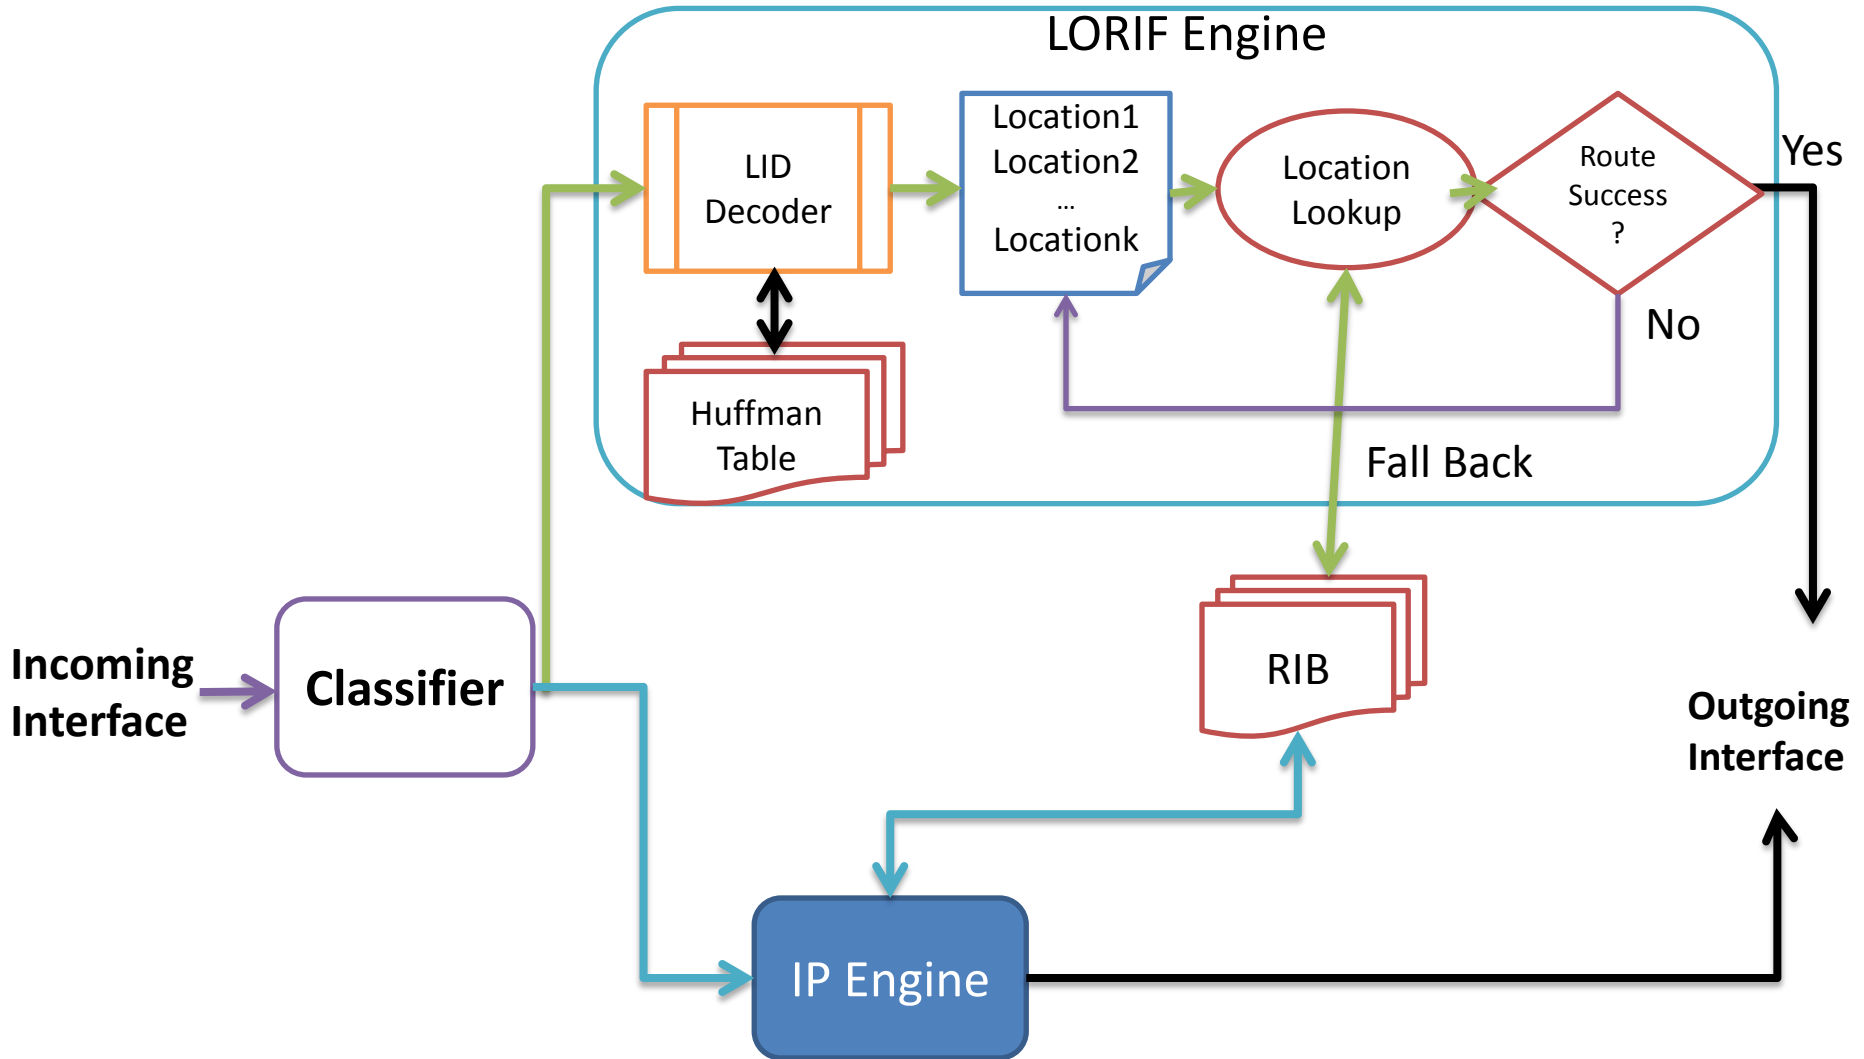 LORIF Engine
LID
Decoder
Location1
Location2
...
Locationk
Location
Lookup
Route
Success
?
Yes
No
Huffman
Table
Fall Back
Incoming
Interface
Classifier
RIB
Outgoing
Interface
IP Engine